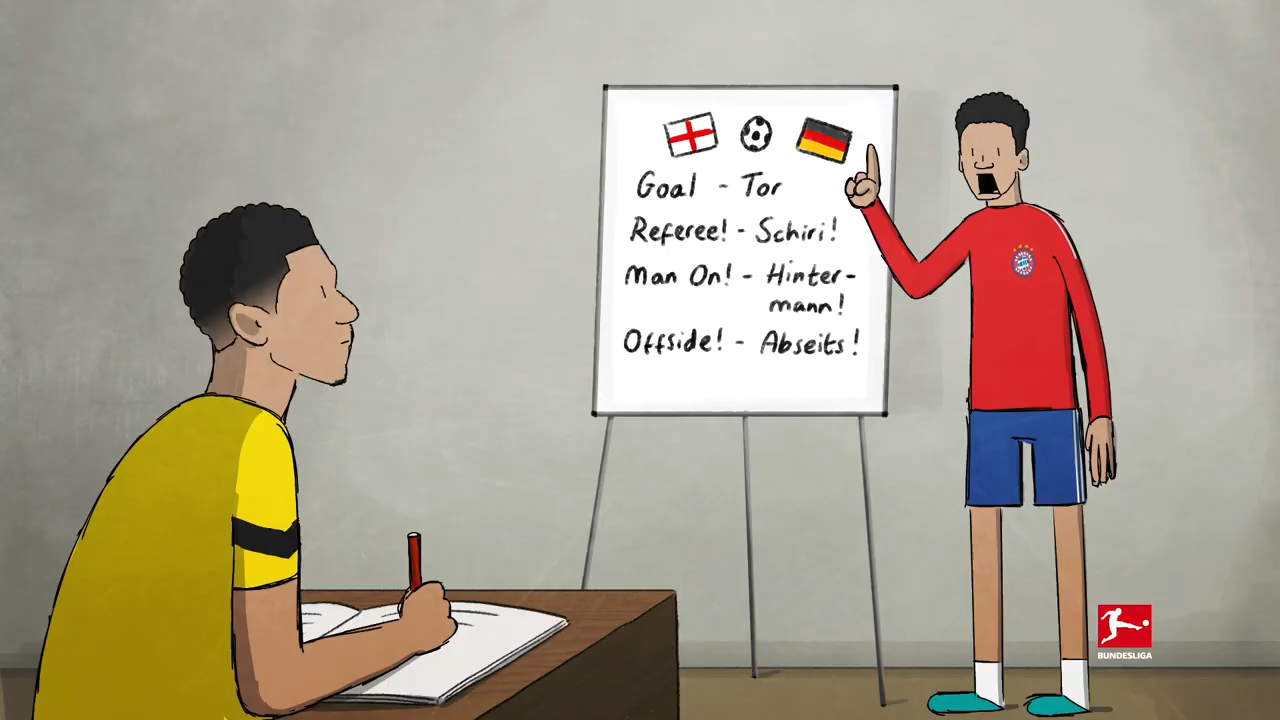 Goal - Tor
Referee! - Schiri!
Man On! - Hinter-
mann!
Offside! - Abseits!
BUNDESLIGA